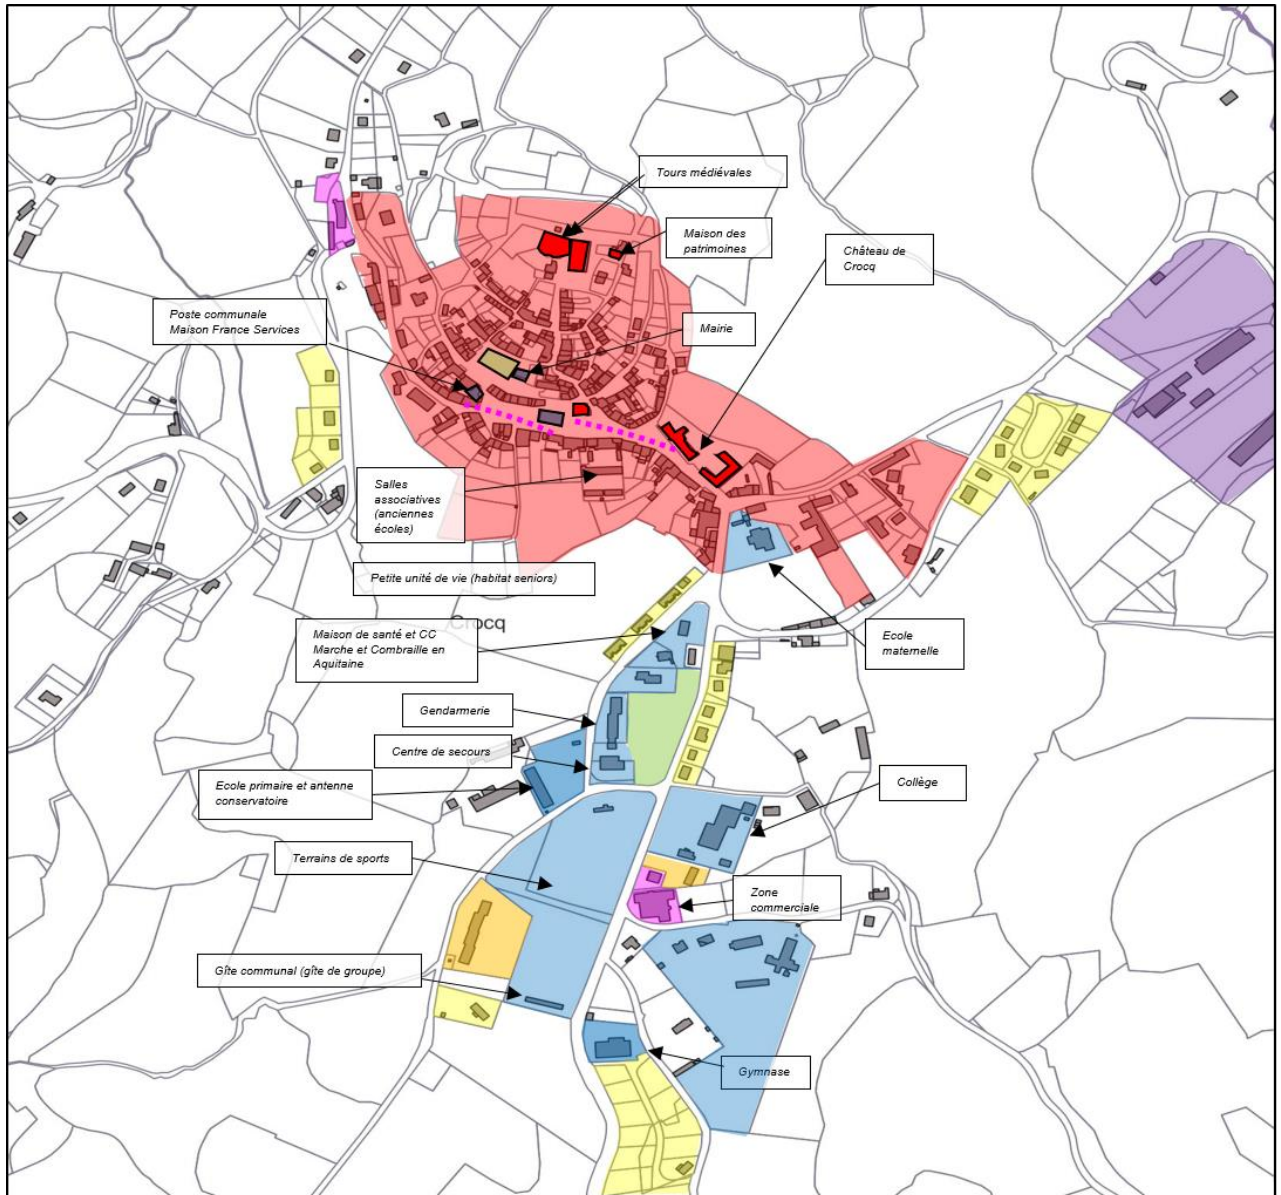 Tours médiévales
Maison des
patrimoines
Château de
Crocq
Poste communale
Maison France Services
Mairie
Salles
associatives
(anciennes
écoles)
Petite unité de vie (habitat seniors)
Crocq
Maison de santé et CC
Marche et Combraille en
Aquitaine
Ecole
maternelle
Gendarmerie
Centre de secours
Ecole primaire et antenne
conservatoire
Collège
Terrains de sports
Zone
commerciale
Gîte communal (gîte de groupe)
Gymnase